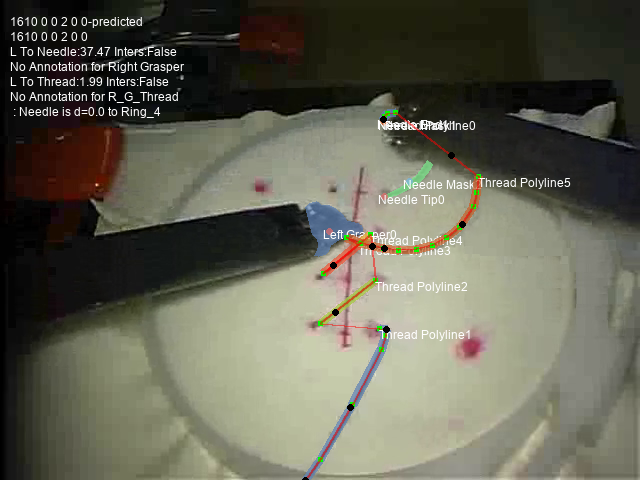 1610 0 0 2 0 0-predicted
1610 0 0 2 0 0
L To Needle:37.47 Inters:False
No Annotation for Right Grasper
L To Thread:1.99 Inters:False
No Annotation for R_G_Thread
: Needle is d=0.0 to Ring_4
Needle Mask
Thread Polyline5
Needle Tip0
Left Grasper0
Thread Polyline4
Thread Polyline3
Thread Polyline2
Thread Polyline1